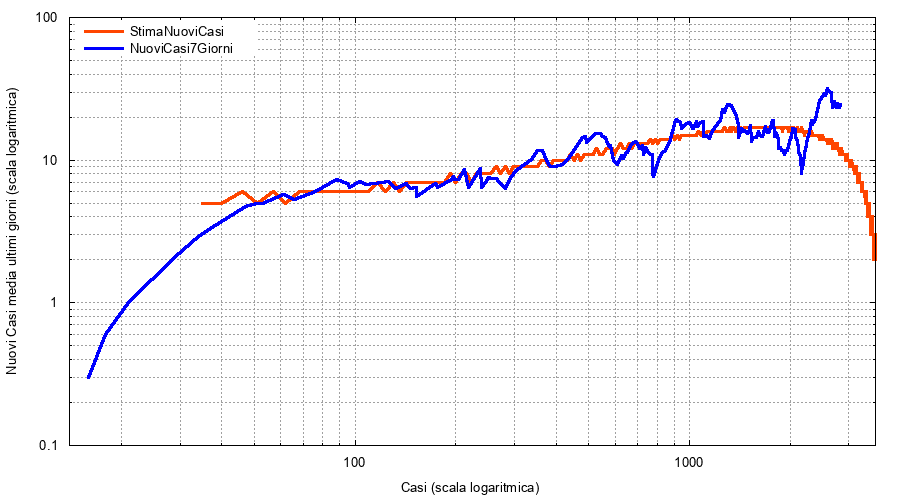 100
StimaNuoviCasi
NuoviCasi7Giorni
10
1
0.1
Nuovi Casi media ultimi giorni (scala logaritmica)
100
1000
Casi (scala logaritmica)